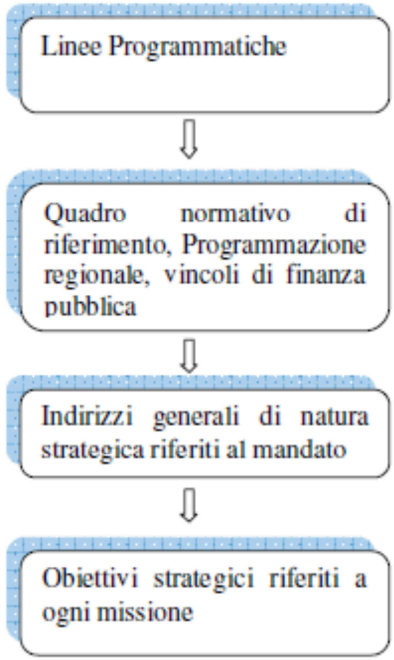 Linee Programmatiche
Quadro normativo di
riferimento, Programmazione
regionale, vincoli di finanza
pubblica
Indirizzi generali di natura
strategica riferiti al mandato
Obiettivi strategici riferiti a
ogni missione